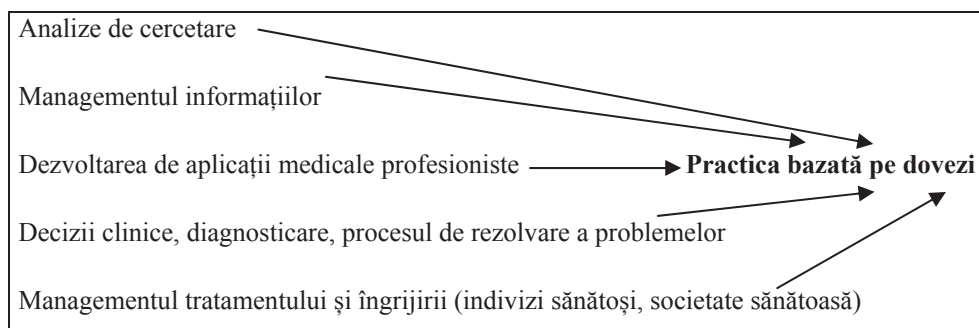 Analize de cercetare
Managementul informațiilor
Dezvoltarea de aplicații medicale profesioniste
Practica bazată pe dovezi
Decizii clinice, diagnosticare, procesul de rezolvare a problemelor
Managementul tratamentului și îngrijirii (indivizi sănătoși, societate sănătoasă)